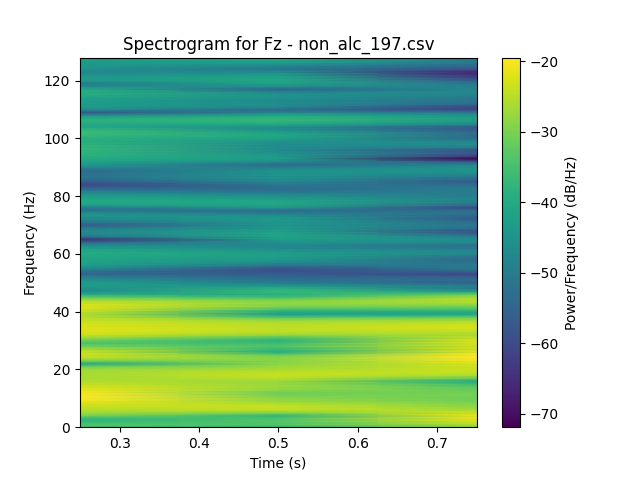 Spectrogram for Fz - non_alc_197.csv
120
100
80
60
40
20
0
Frequency (Hz)
0.3 0.4 0.5 0.6 0.7
Time (s)
−20
−30
−40
−50
−60
−70
Power/Frequency (dB/Hz)